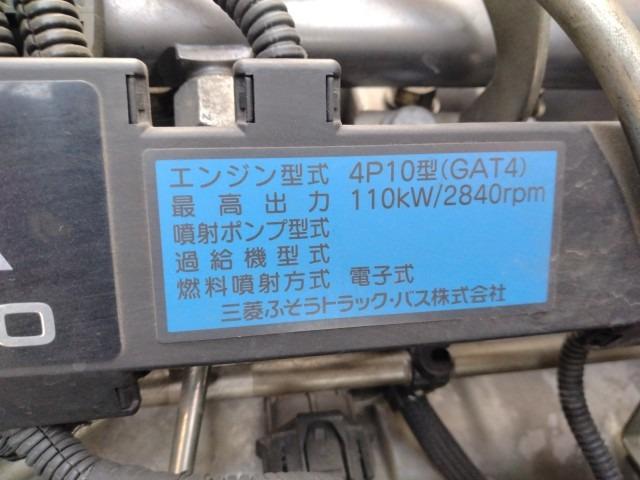 エンジン型式 4P10型(GAT4)
最高出力 110kW/2840rpm
噴射ポンプ型式
過給機型式
燃料噴射方式 電子式
三菱ふそうトラック・バス株式会社